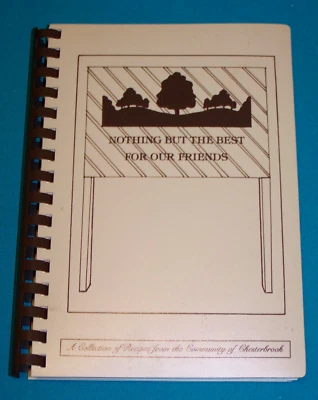 NOTHING BUT THE BEST
FOR OUR FRIENDS
A Collection of Recipes from the Community of Chesterbrook